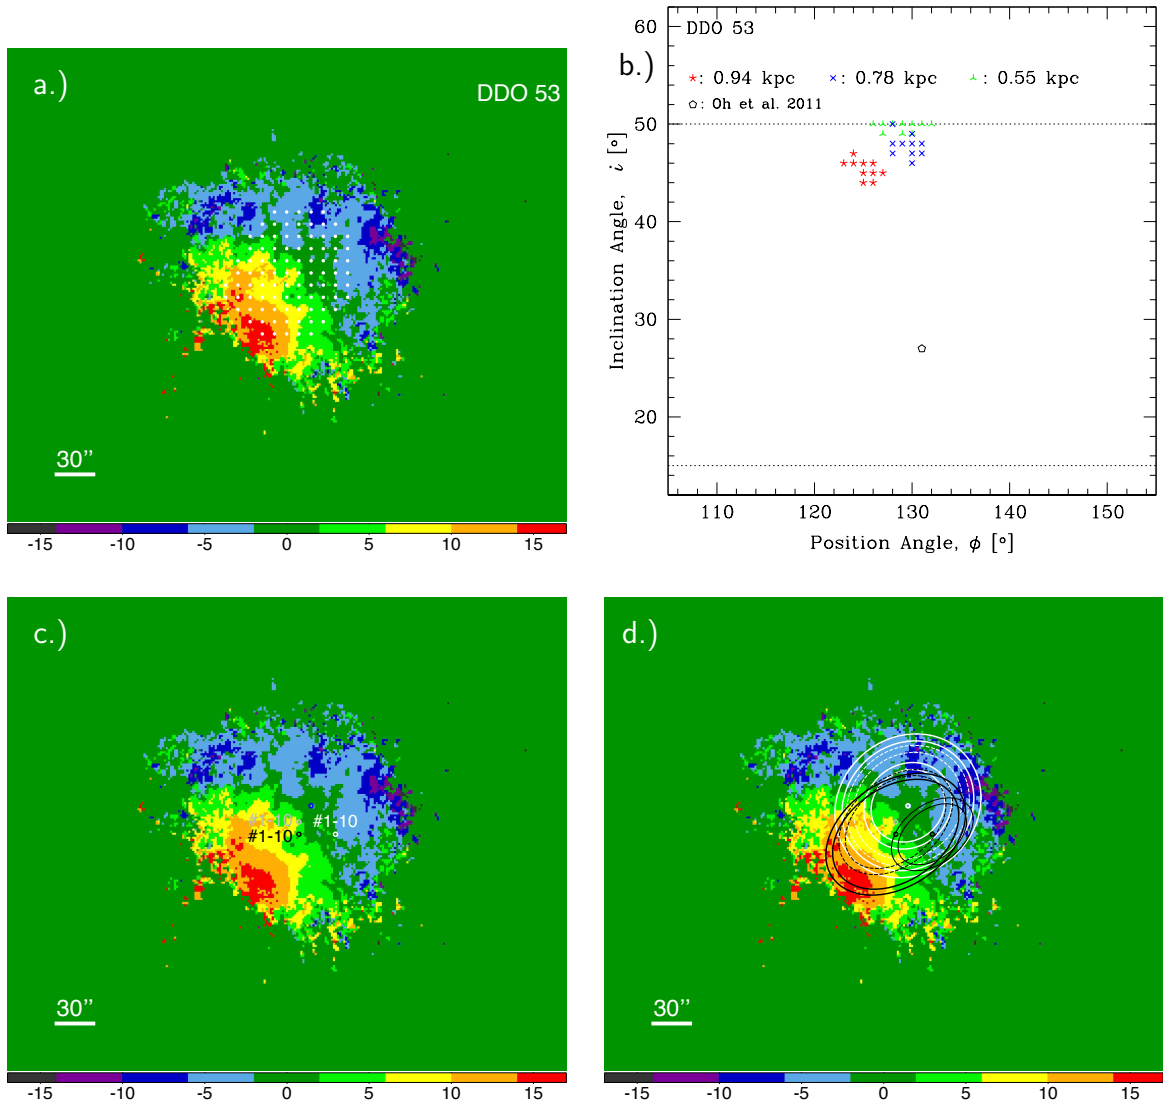 a.)
DDO 53
30’’
-15 -10 -5 0 5 10 15
b.)
DDO 53
: 0.94 kpc : 0.78 kpc : 0.55 kpc
: Oh et al. 2011
60
50
40
30
20
Inclination Angle, i [°]
110 120 130 140 150
Position Angle, ϕ [°]
c.)
#1-10
#1-10
#1-10
30’’
-15 -10 -5 0 5 10 15
d.)
30’’
-15 -10 -5 0 5 10 15